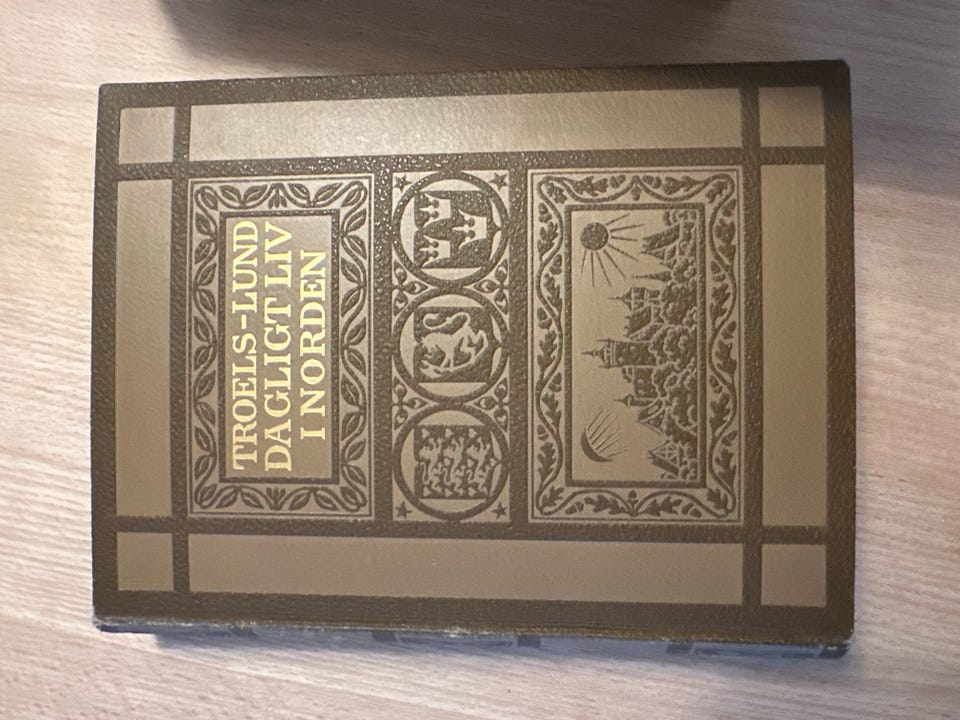 TROELS-LUND
DAGLIGT LIV
I NORDEN